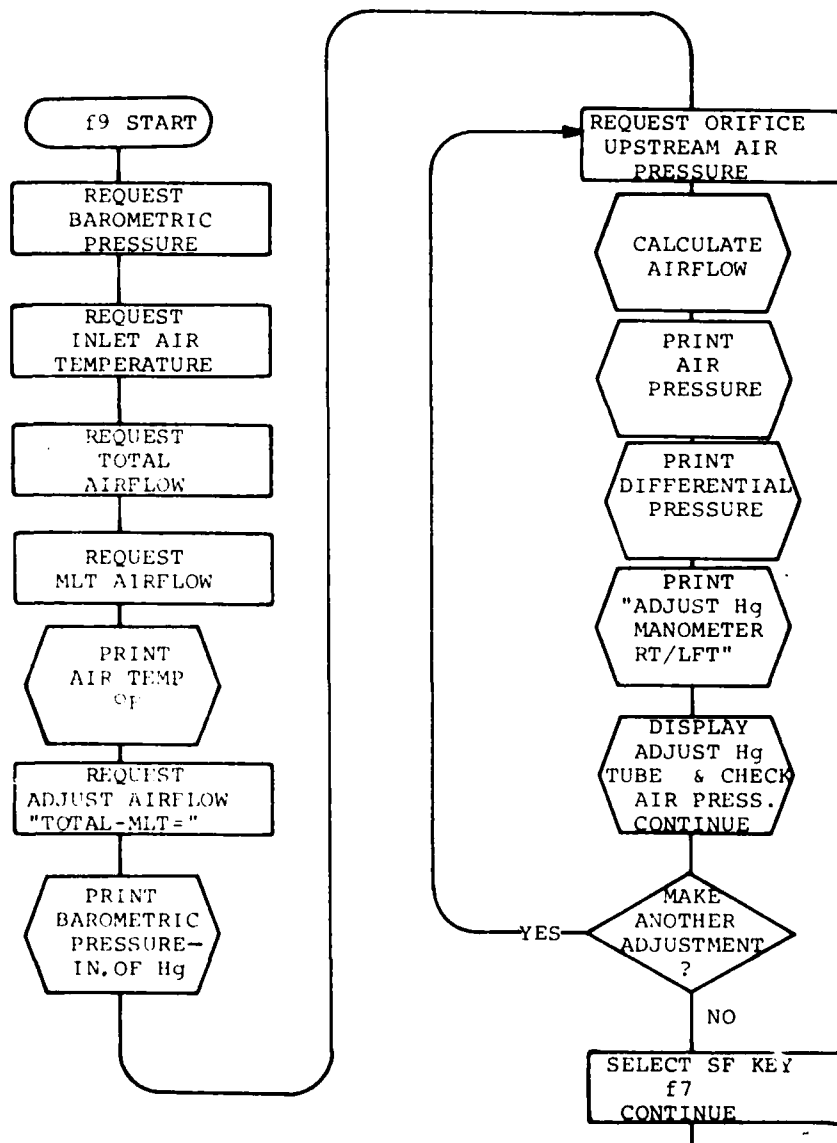 f9 START
REQUEST
BAROMETRIC
PRESSURE
REQUEST
INLET AIR
TEMPERATURE
REQUEST
TOTAL
AIRFLOW
REQUEST
MLT AIRFLOW
PRINT
AIR TEMP
°F
REQUEST
ADJUST AIRFLOW
"TOTAL-MLT="
PRINT
BAROMETRIC
PRESSURE—
IN.OF Hg
REQUEST ORIFICE
UPSTREAM AIR
PRESSURE
CALCULATE
AIRFLOW
PRINT
AIR
PRESSURE
PRINT
DIFFERENTIAL
PRESSURE
PRINT
"ADJUST Hg
MANOMETER
RT/LFT"
DISPLAY
ADJUST Hg
TUBE & CHECK
AIR PRESS.
CONTINUE
MAKE
ANOTHER
ADJUSTMENT
?
YES
NO
SELECT SF KEY
f7
CONTINUE